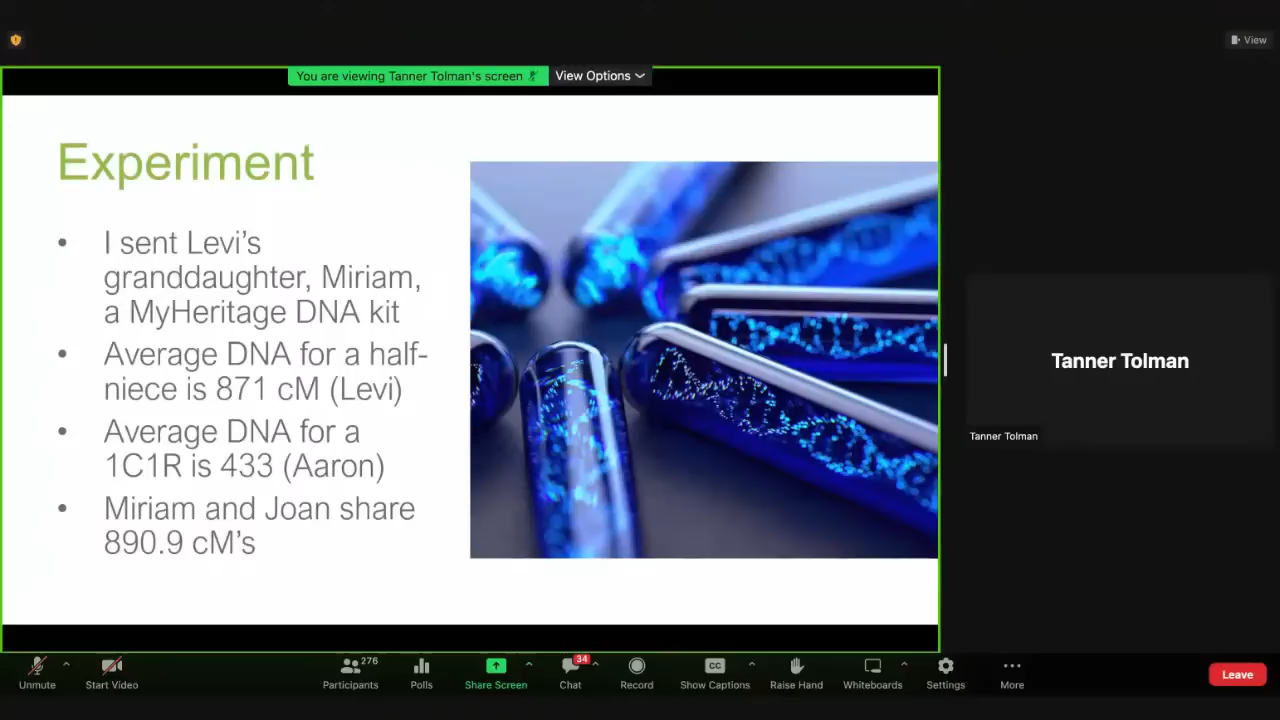 View
You are viewing Tanner Tolman's screen
View Options
Experiment
• I sent Levi's
granddaughter, Miriam,
a MyHeritage DNA kit
• Average DNA for a half-
niece is 871 cM (Levi)
• Average DNA for a
1C1R is 433 (Aaron)
• Miriam and Joan share
890.9 cM's
Tanner Tolman
Tanner Tolman
276
34
CC
Unmute
Start Video
Participants
Polls
Share Screen
Chat
Record
Show Captions
Raise Hand
Whiteboards
Settings
More
Leave